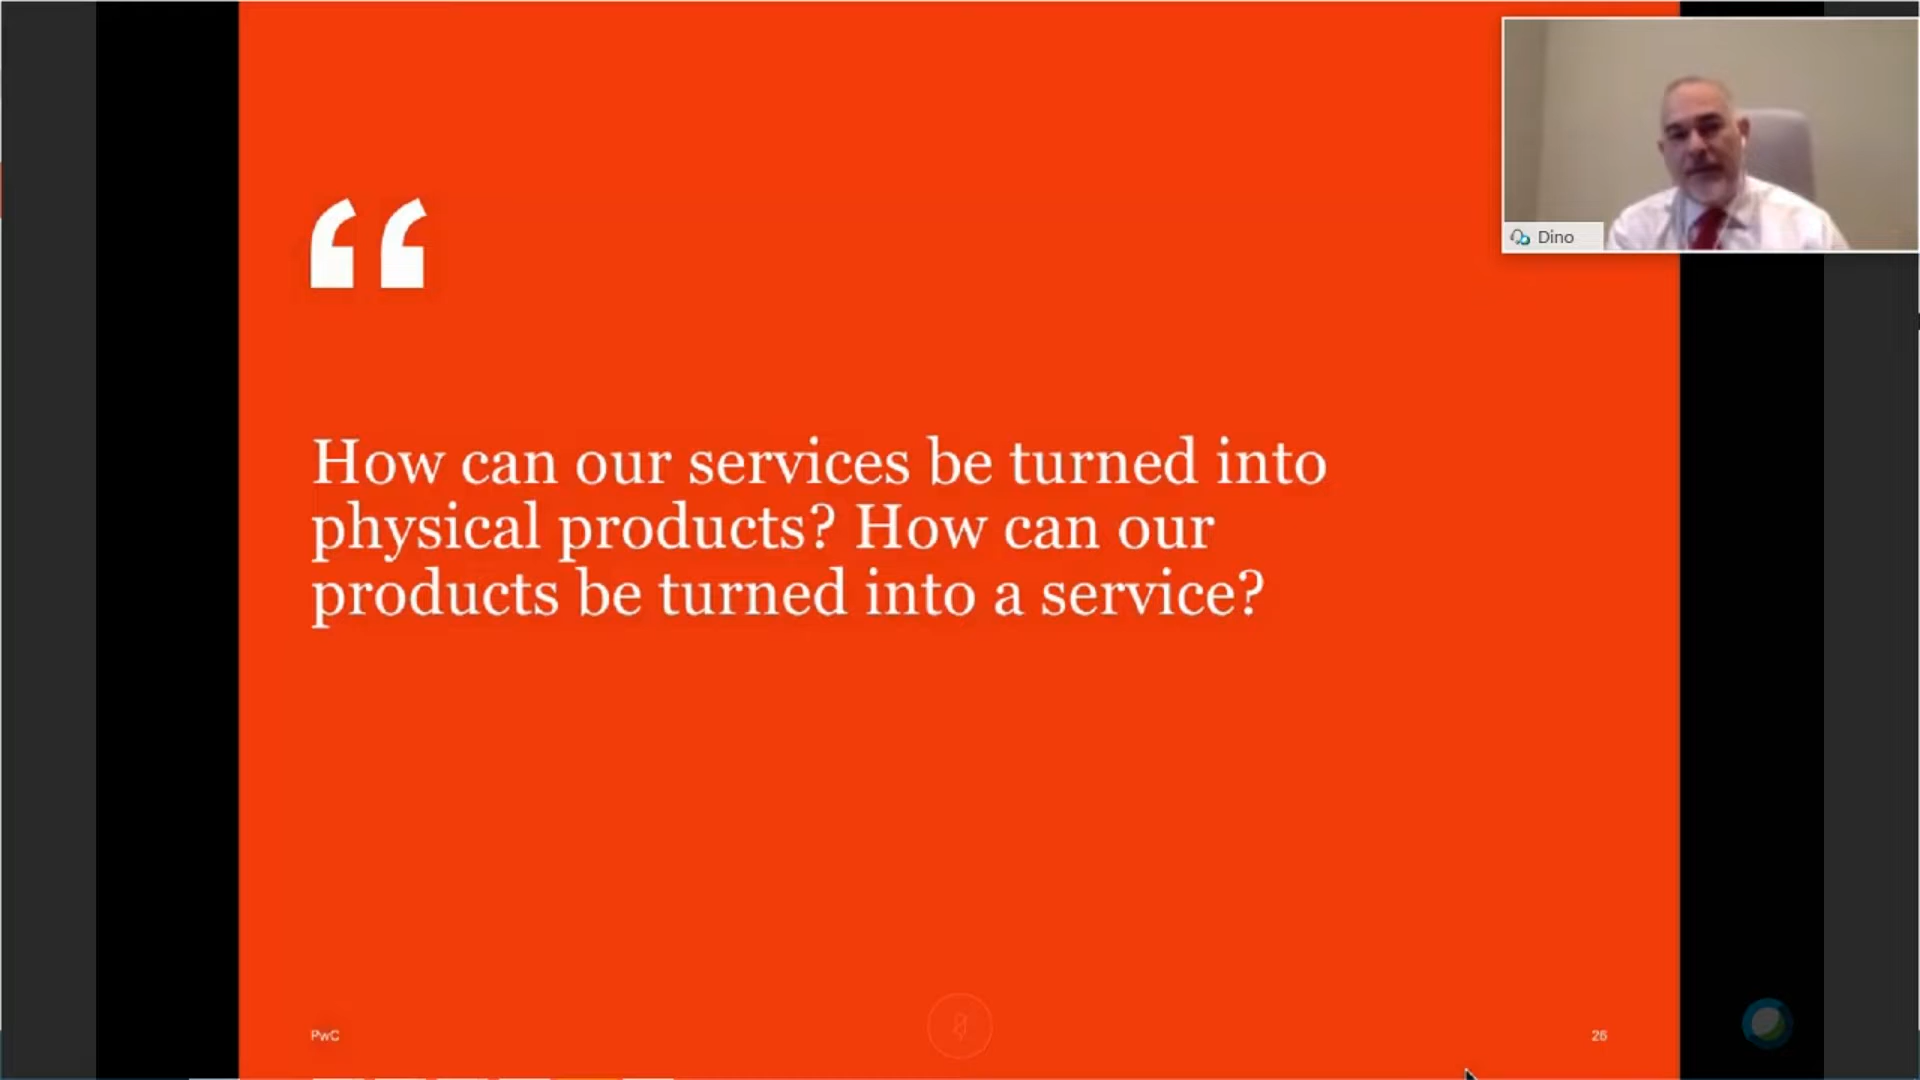 “
How can our services be turned into
physical products? How can our
products be turned into a service?
Dino
PwC
26